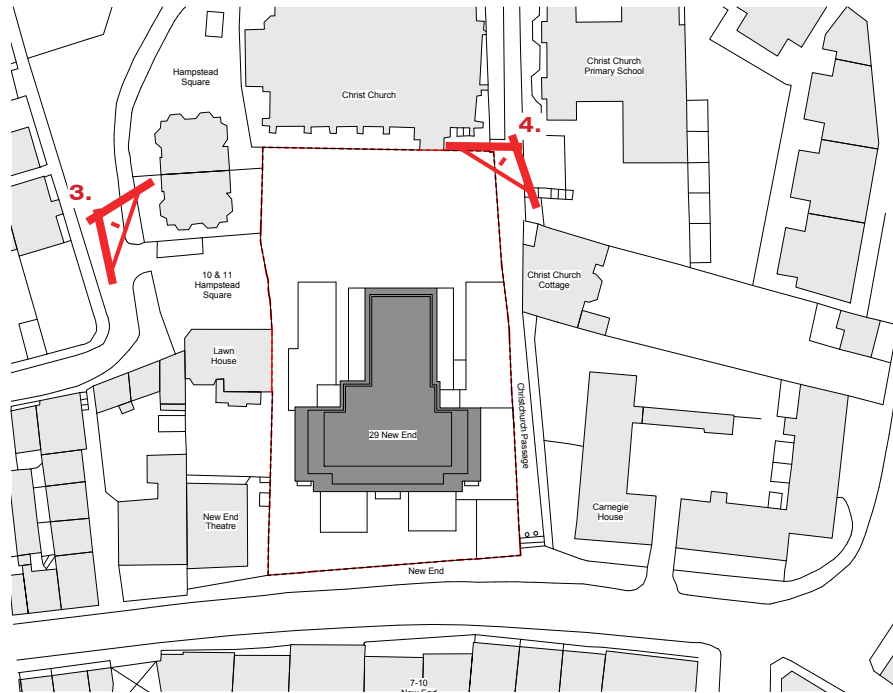 Hampstead
Square
Christ Church
Christ Church
Primary School
4.
3.
10 & 11
Hampstead
Square
Christ Church
Cottage
Lawn
House
Christchurch Passage
29 New End
New End
Theatre
Carnegie
House
New End
7-10
New End